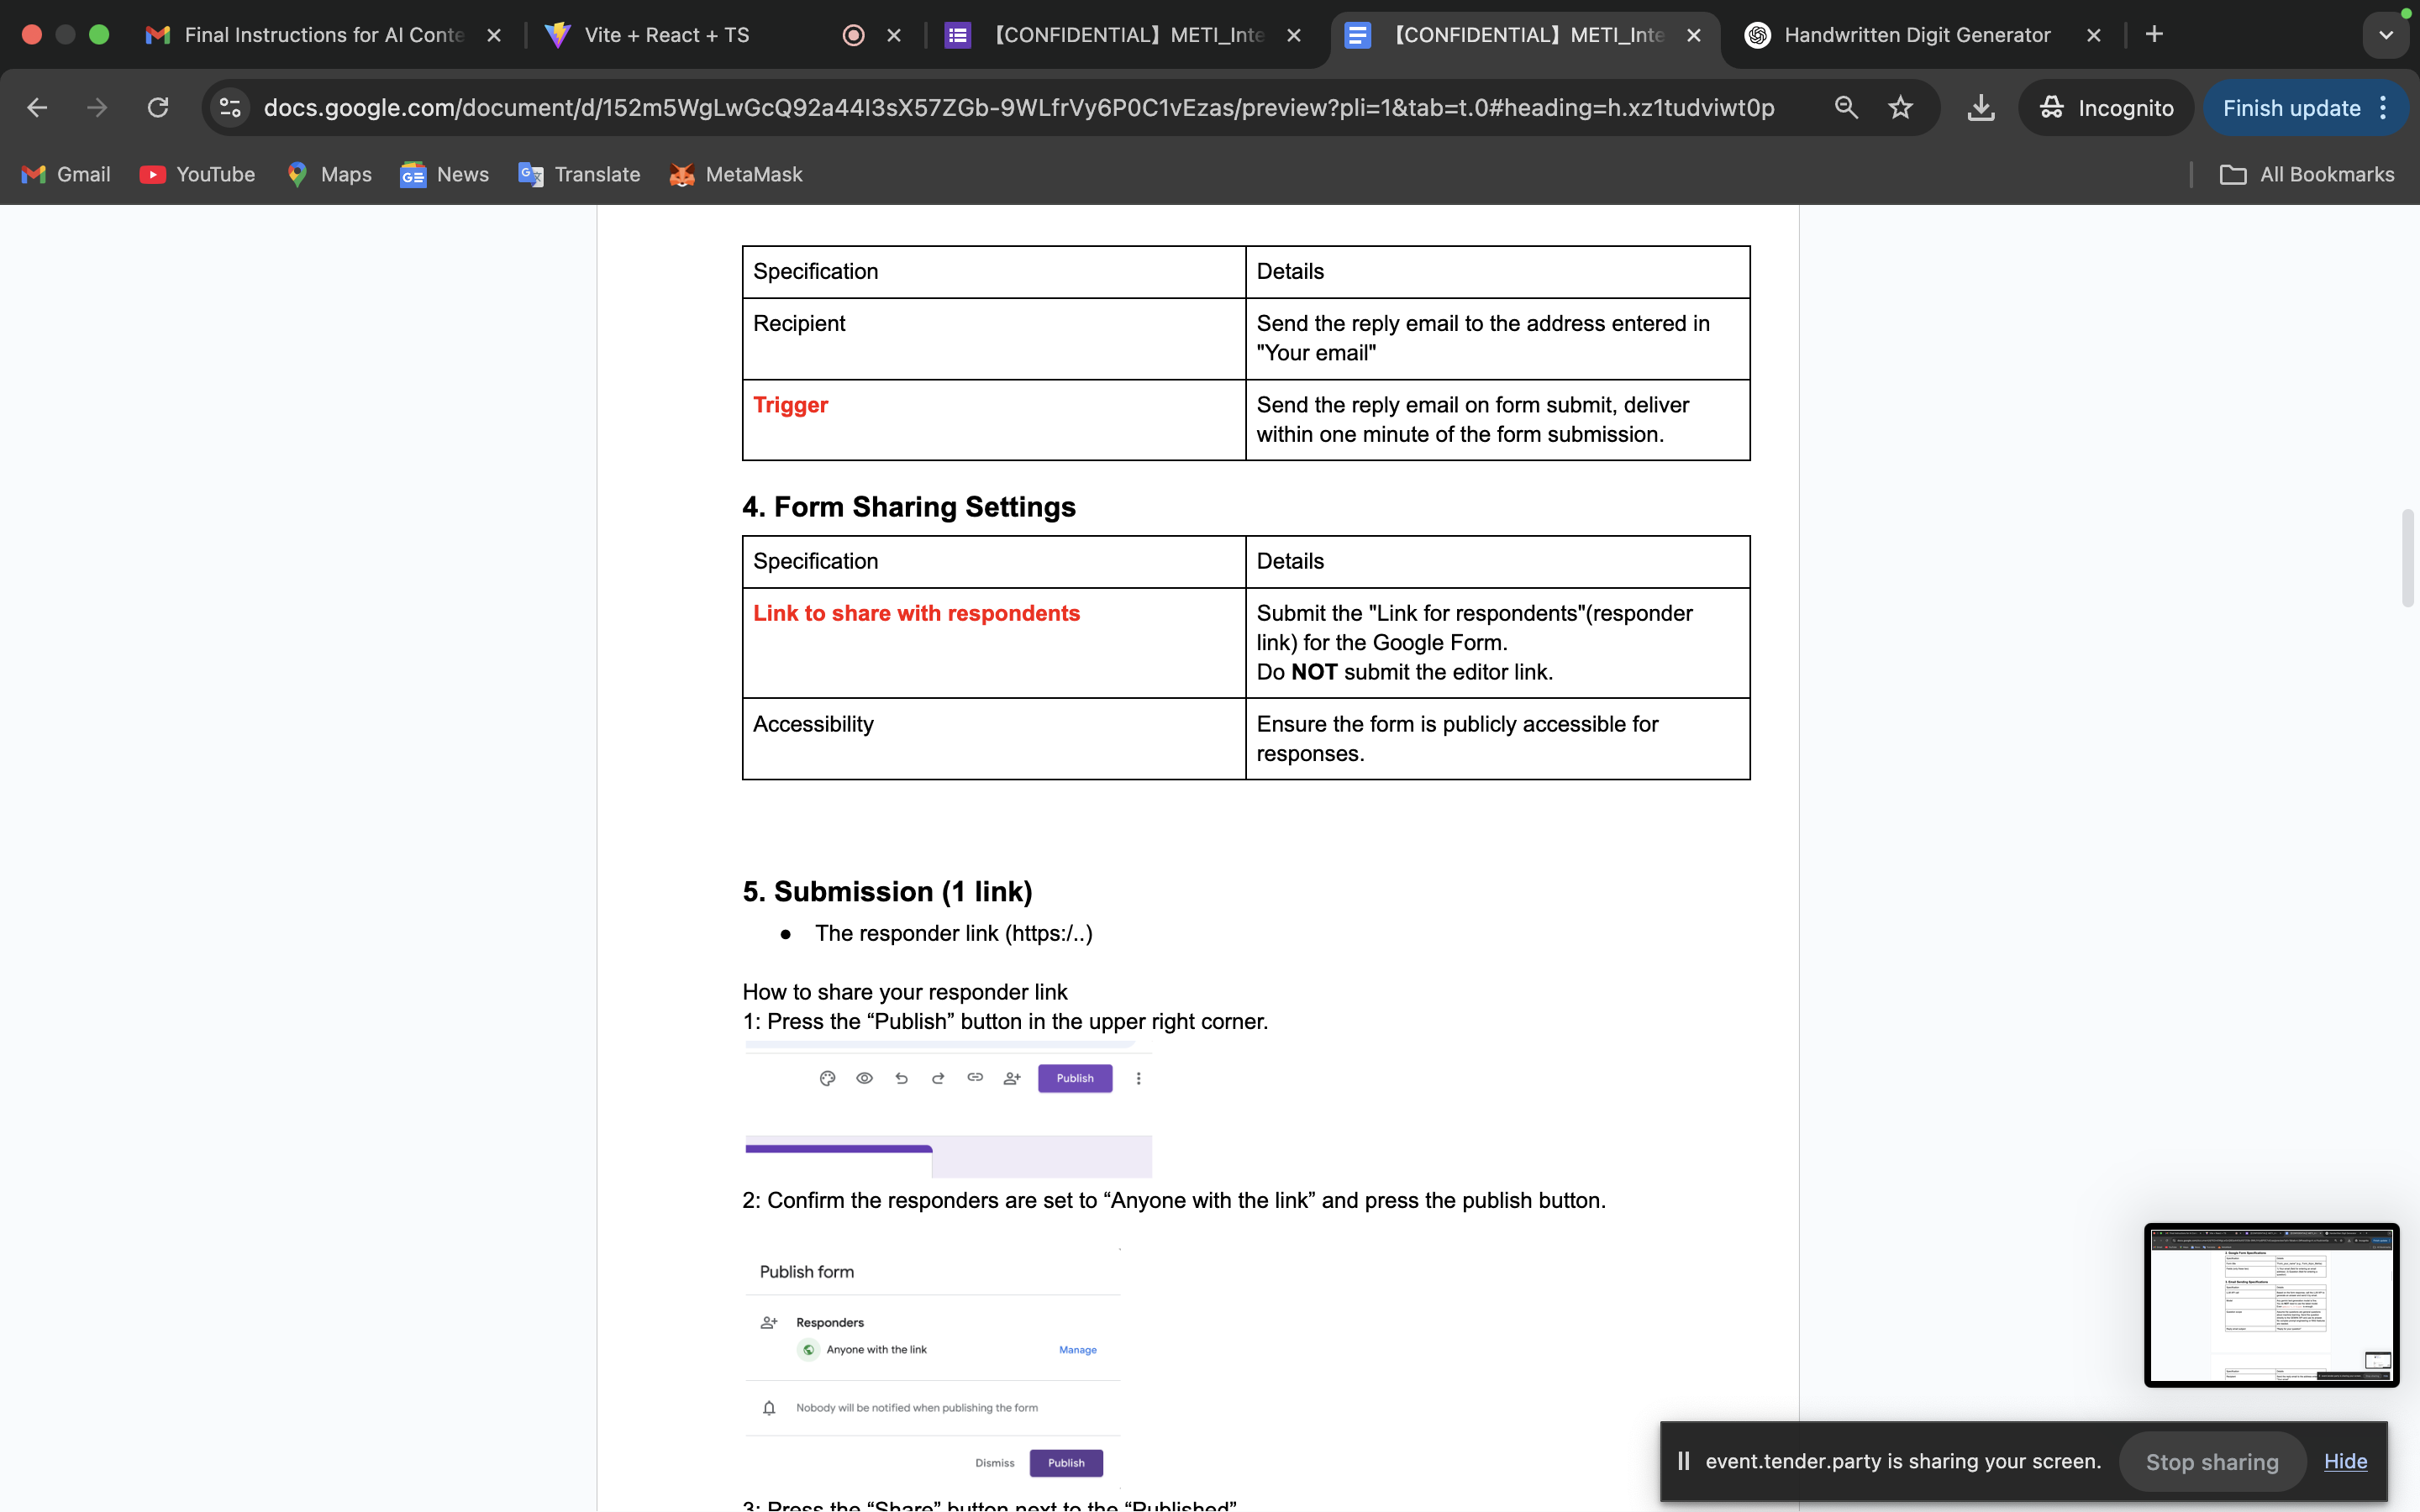 Final Instructions for AI Conte
Vite + React + TS
【CONFIDENTIAL】METI_Inte
【CONFIDENTIAL】METI_Inte
Handwritten Digit Generator
docs.google.com/document/d/152m5WgLwGcQ92a44I3sX57ZGb-9WLfrVy6P0C1vEzas/preview?pli=1&tab=t.0#heading=h.xz1tudviwt0p
Incognito
Finish update
Gmail
YouTube
Maps
News
Translate
MetaMask
All Bookmarks
Specification
Details
Recipient
Send the reply email to the address entered in
"Your email"
Trigger
Send the reply email on form submit, deliver
within one minute of the form submission.
4. Form Sharing Settings
Specification
Details
Link to share with respondents
Submit the "Link for respondents"(responder
link) for the Google Form.
Do NOT submit the editor link.
Accessibility
Ensure the form is publicly accessible for
responses.
5. Submission (1 link)
● The responder link (https:/..)
How to share your responder link
1: Press the “Publish” button in the upper right corner.
Publish
2: Confirm the responders are set to “Anyone with the link” and press the publish button.
Publish form
Responders
Anyone with the link
Manage
Nobody will be notified when publishing the form
Dismiss
Publish
3: Press the “Share” button next to the “Published”
event.tender.party is sharing your screen.
Stop sharing
Hide